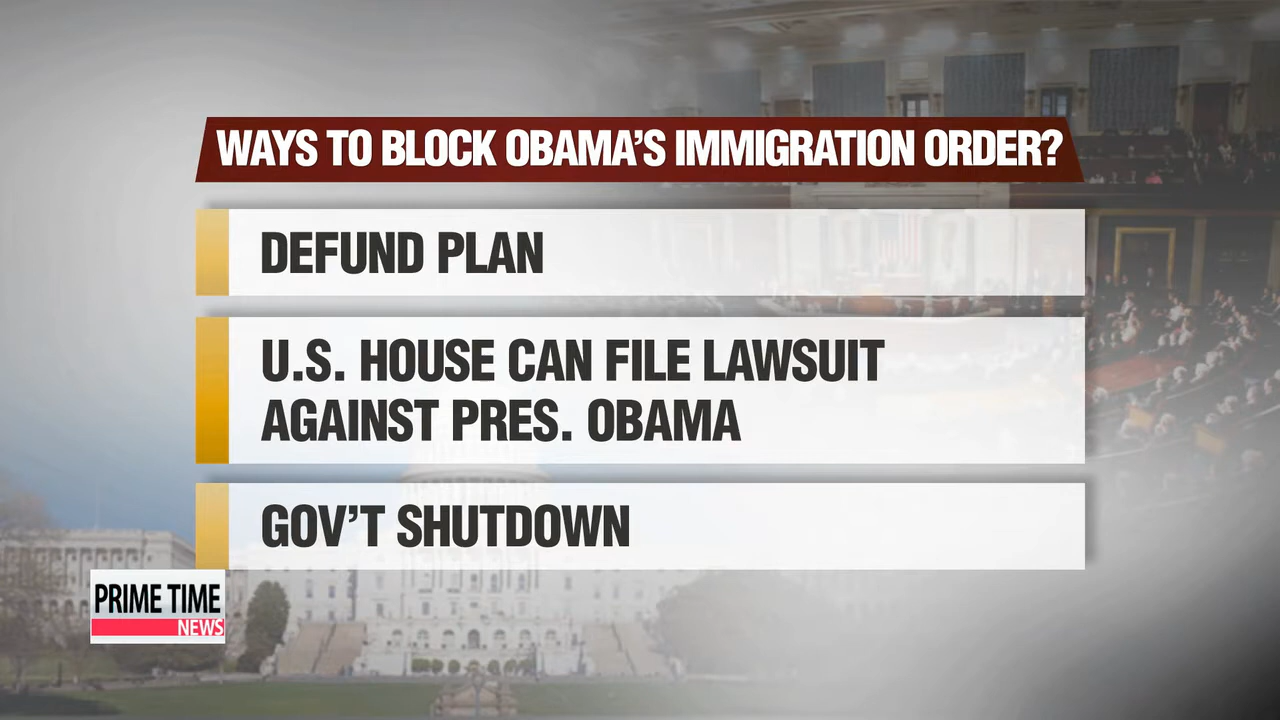 WAYS TO BLOCK OBAMA’S IMMIGRATION ORDER?
DEFUND PLAN
U.S. HOUSE CAN FILE LAWSUIT
AGAINST PRES. OBAMA
GOV’T SHUTDOWN
PRIME TIME
NEWS